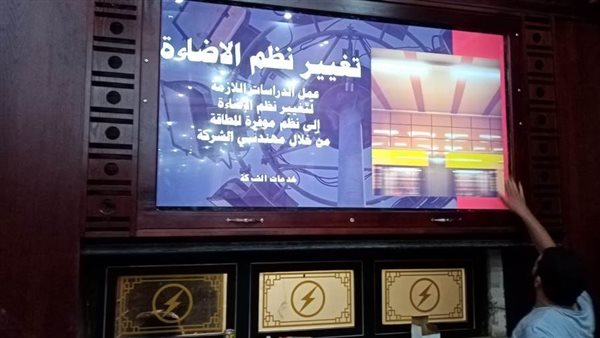 تغيير نظم الاضاءة
عمل الدراسات اللازمة
لتغيير نظم الإضاءة
إلى نظم موفرة للطاقة
من خلال مهندسي الشركة
خدمات الشركة